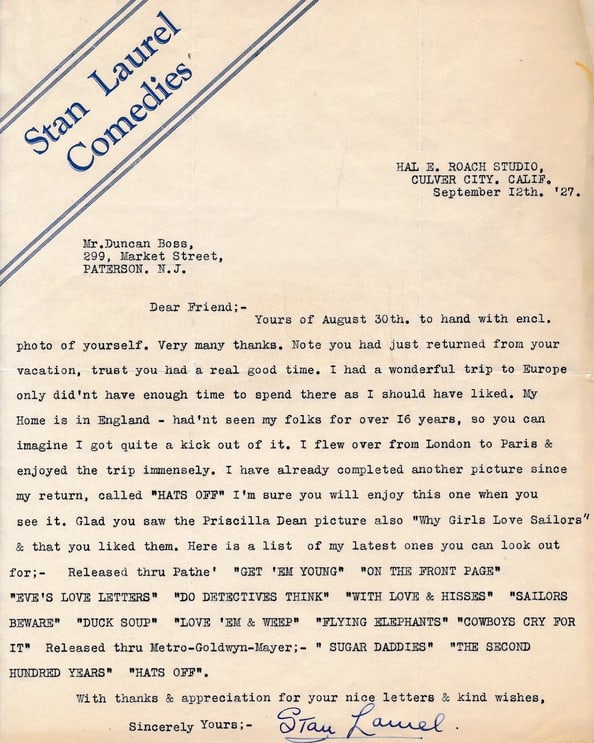 Stan Laurel
Comedies
HAL E. ROACH STUDIO,
CULVER CITY. CALIF.
September I2th. '27.
Mr.Duncan Boss,
299, Market Street,
PATERSON. N.J.
Dear Friend;-
Yours of August 30th. to hand with encl.
photo of yourself. Very many thanks. Note you had just returned from your
vacation, trust you had a real good time. I had a wonderful trip to Europe
only did'nt have enough time to spend there as I should have liked. My
Home is in England - had'nt seen my folks for over I6 years, so you can
imagine I got quite a kick out of it. I flew over from London to Paris &
enjoyed the trip immensely. I have already completed another picture since
my return, called "HATS OFF" I'm sure you will enjoy this one when you
see it. Glad you saw the Priscilla Dean picture also "Why Girls Love Sailors"
& that you liked them. Here is a list of my latest ones you can look out
for;- Released thru Pathe' "GET 'EM YOUNG" "ON THE FRONT PAGE"
"EVE'S LOVE LETTERS" "DO DETECTIVES THINK" "WITH LOVE & HISSES" "SAILORS
BEWARE" "DUCK SOUP" "LOVE 'EM & WEEP" "FLYING ELEPHANTS" "COWBOYS CRY FOR
IT" Released thru Metro-Goldwyn-Mayer;- " SUGAR DADDIES" "THE SECOND
HUNDRED YEARS" "HATS OFF".
With thanks & appreciation for your nice letters & kind wishes,
Sincerely Yours;- Stan Laurel.